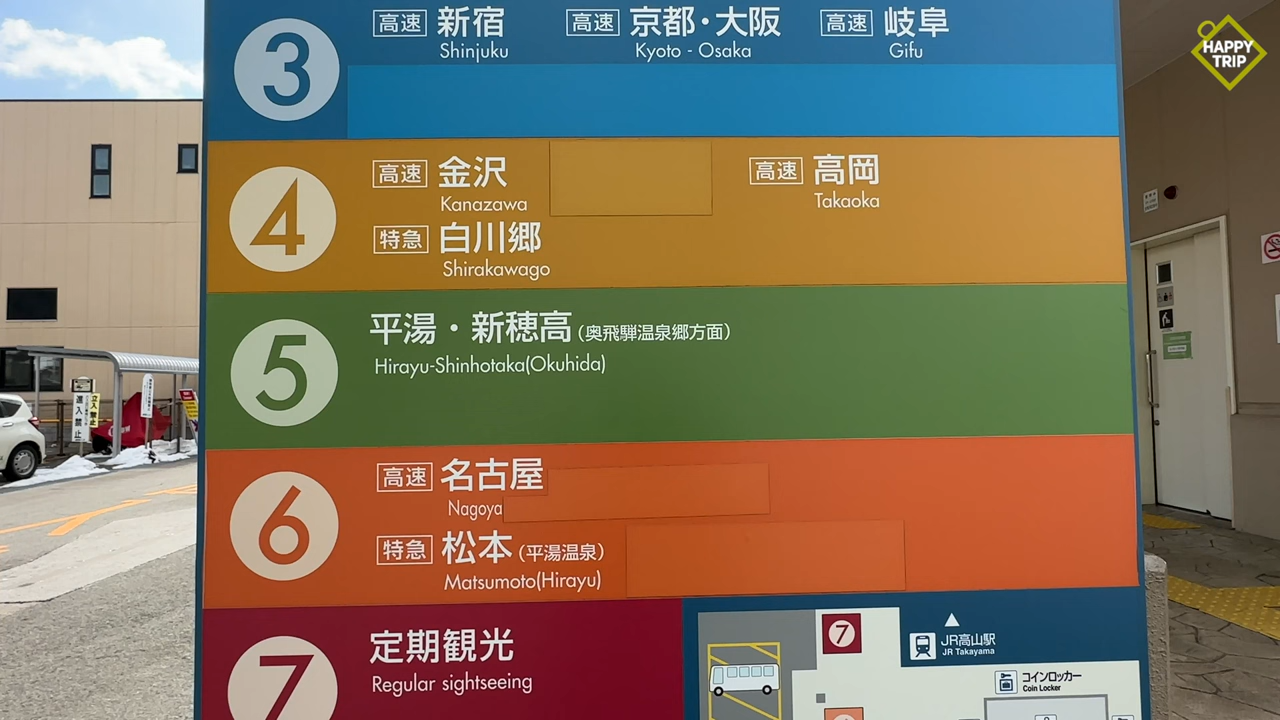 HAPPY
TRIP
3
高速 新宿 高速 京都・大阪 高速 岐阜
Shinjuku Kyoto - Osaka Gifu
4
高速 金沢 高速 高岡
Kanazawa Takaoka
特急 白川郷
Shirakawago
5
平湯・新穂高(奥飛騨温泉郷方面)
Hirayu-Shinhotaka(Okuhida)
6
高速 名古屋
Nagoya
特急 松本(平湯温泉)
Matsumoto(Hirayu)
7
定期観光
Regular sightseeing
7
JR高山駅
JR Takayama
コインロッカー
Coin Locker
進入禁止